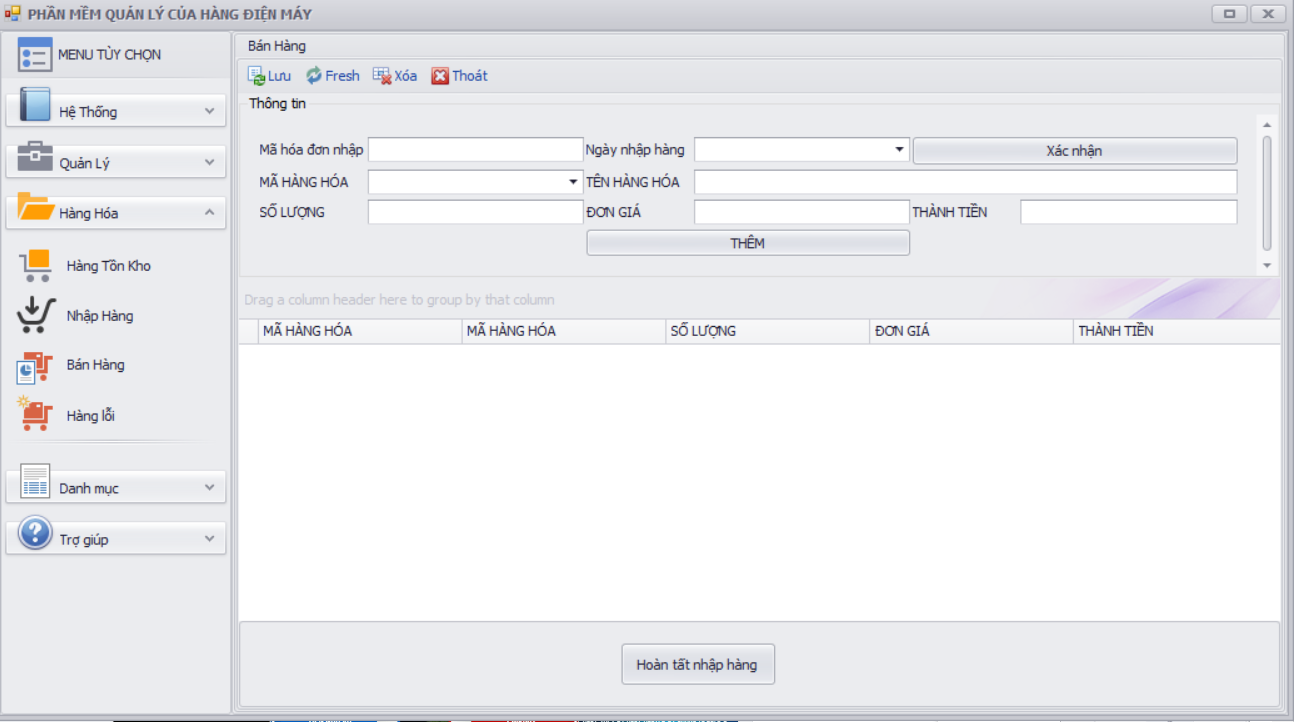 PHẦN MỀM QUẢN LÝ CỦA HÀNG ĐIỆN MÁY
MENU TÙY CHỌN
Hệ Thống
Quản Lý
Hàng Hóa
Hàng Tồn Kho
Nhập Hàng
Bán Hàng
Hàng lỗi
Danh mục
Trợ giúp
Bán Hàng
Lưu Fresh Xóa Thoát
Thông tin
Mã hóa đơn nhập Ngày nhập hàng Xác nhận
MÃ HÀNG HÓA TÊN HÀNG HÓA
SỐ LƯỢNG ĐƠN GIÁ THÀNH TIỀN
THÊM
Drag a column header here to group by that column
MÃ HÀNG HÓA MÃ HÀNG HÓA SỐ LƯỢNG ĐƠN GIÁ THÀNH TIỀN
Hoàn tất nhập hàng